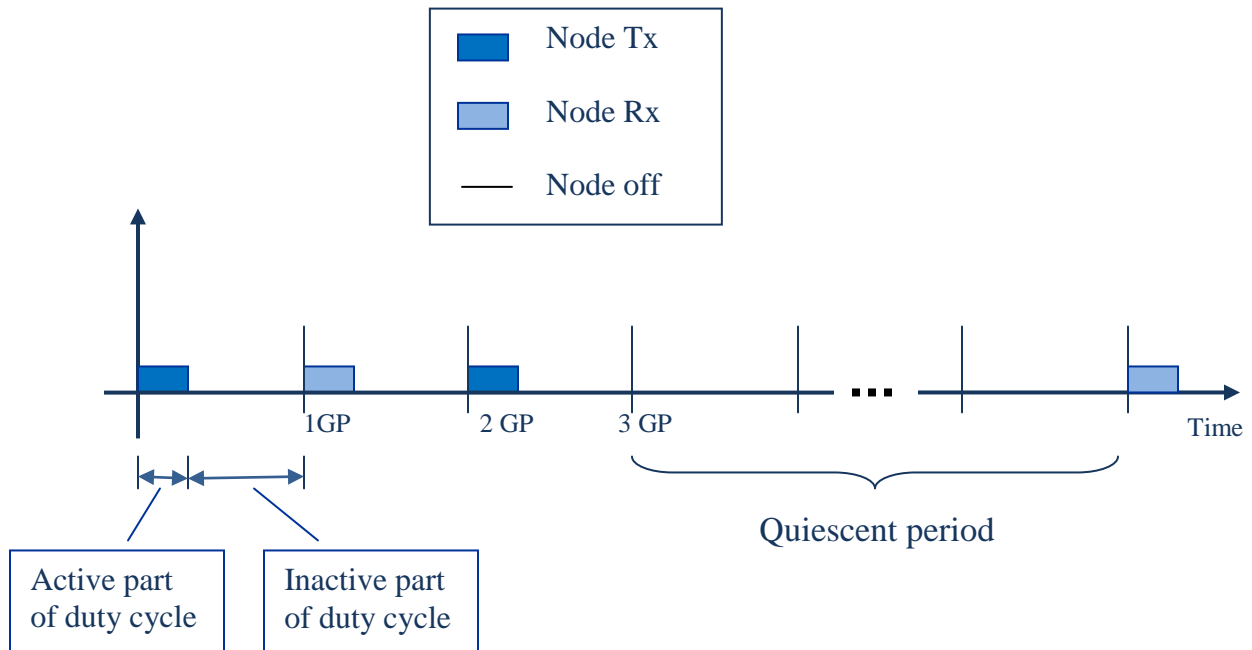 Node Tx
Node Rx
Node off
1GP
2 GP
3 GP
Time
Quiescent period
Active part
of duty cycle
Inactive part
of duty cycle